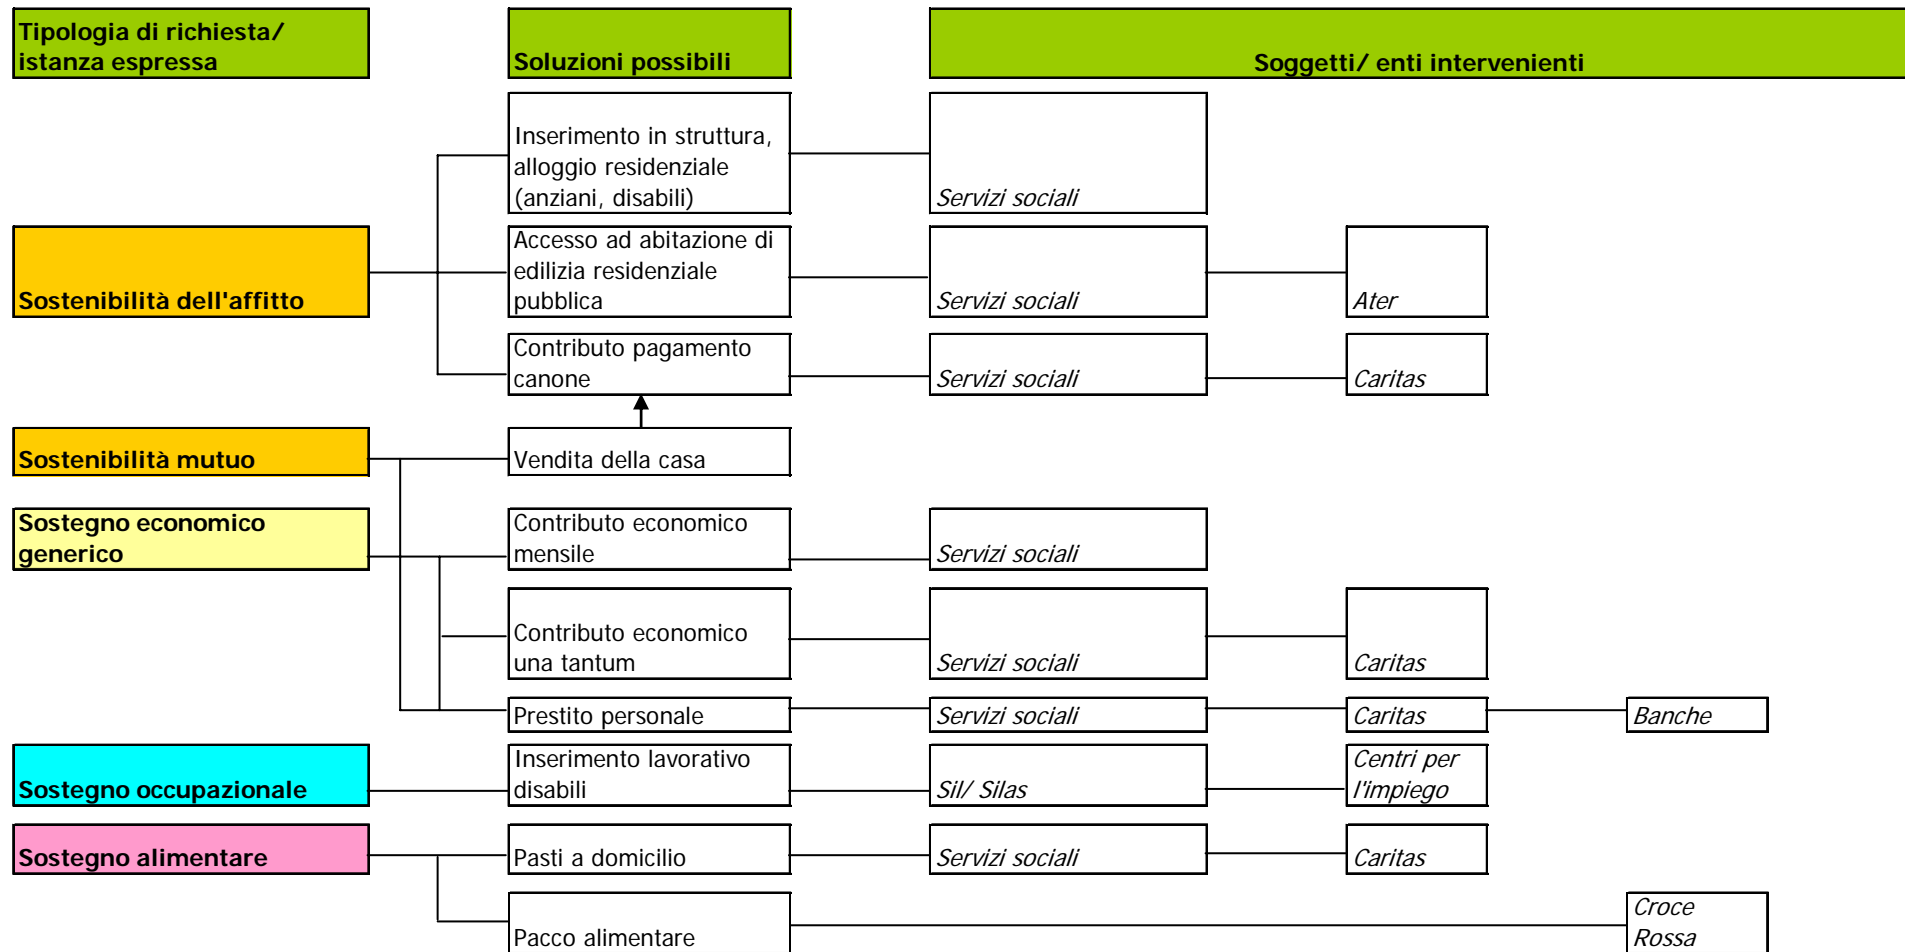 Tipologia di richiesta/
istanza espressa
Soluzioni possibili
Soggetti/ enti intervenienti
Inserimento in struttura,
alloggio residenziale
(anziani, disabili)
Servizi sociali
Sostenibilità dell'affitto
Accesso ad abitazione di
edilizia residenziale
pubblica
Servizi sociali
Ater
Contributo pagamento
canone
Servizi sociali
Caritas
Sostenibilità mutuo
Vendita della casa
Sostegno economico
generico
Contributo economico
mensile
Servizi sociali
Contributo economico
una tantum
Servizi sociali
Caritas
Prestito personale
Servizi sociali
Caritas
Banche
Sostegno occupazionale
Inserimento lavorativo
disabili
Sil/ Silas
Centri per
l'impiego
Sostegno alimentare
Pasti a domicilio
Servizi sociali
Caritas
Pacco alimentare
Croce
Rossa